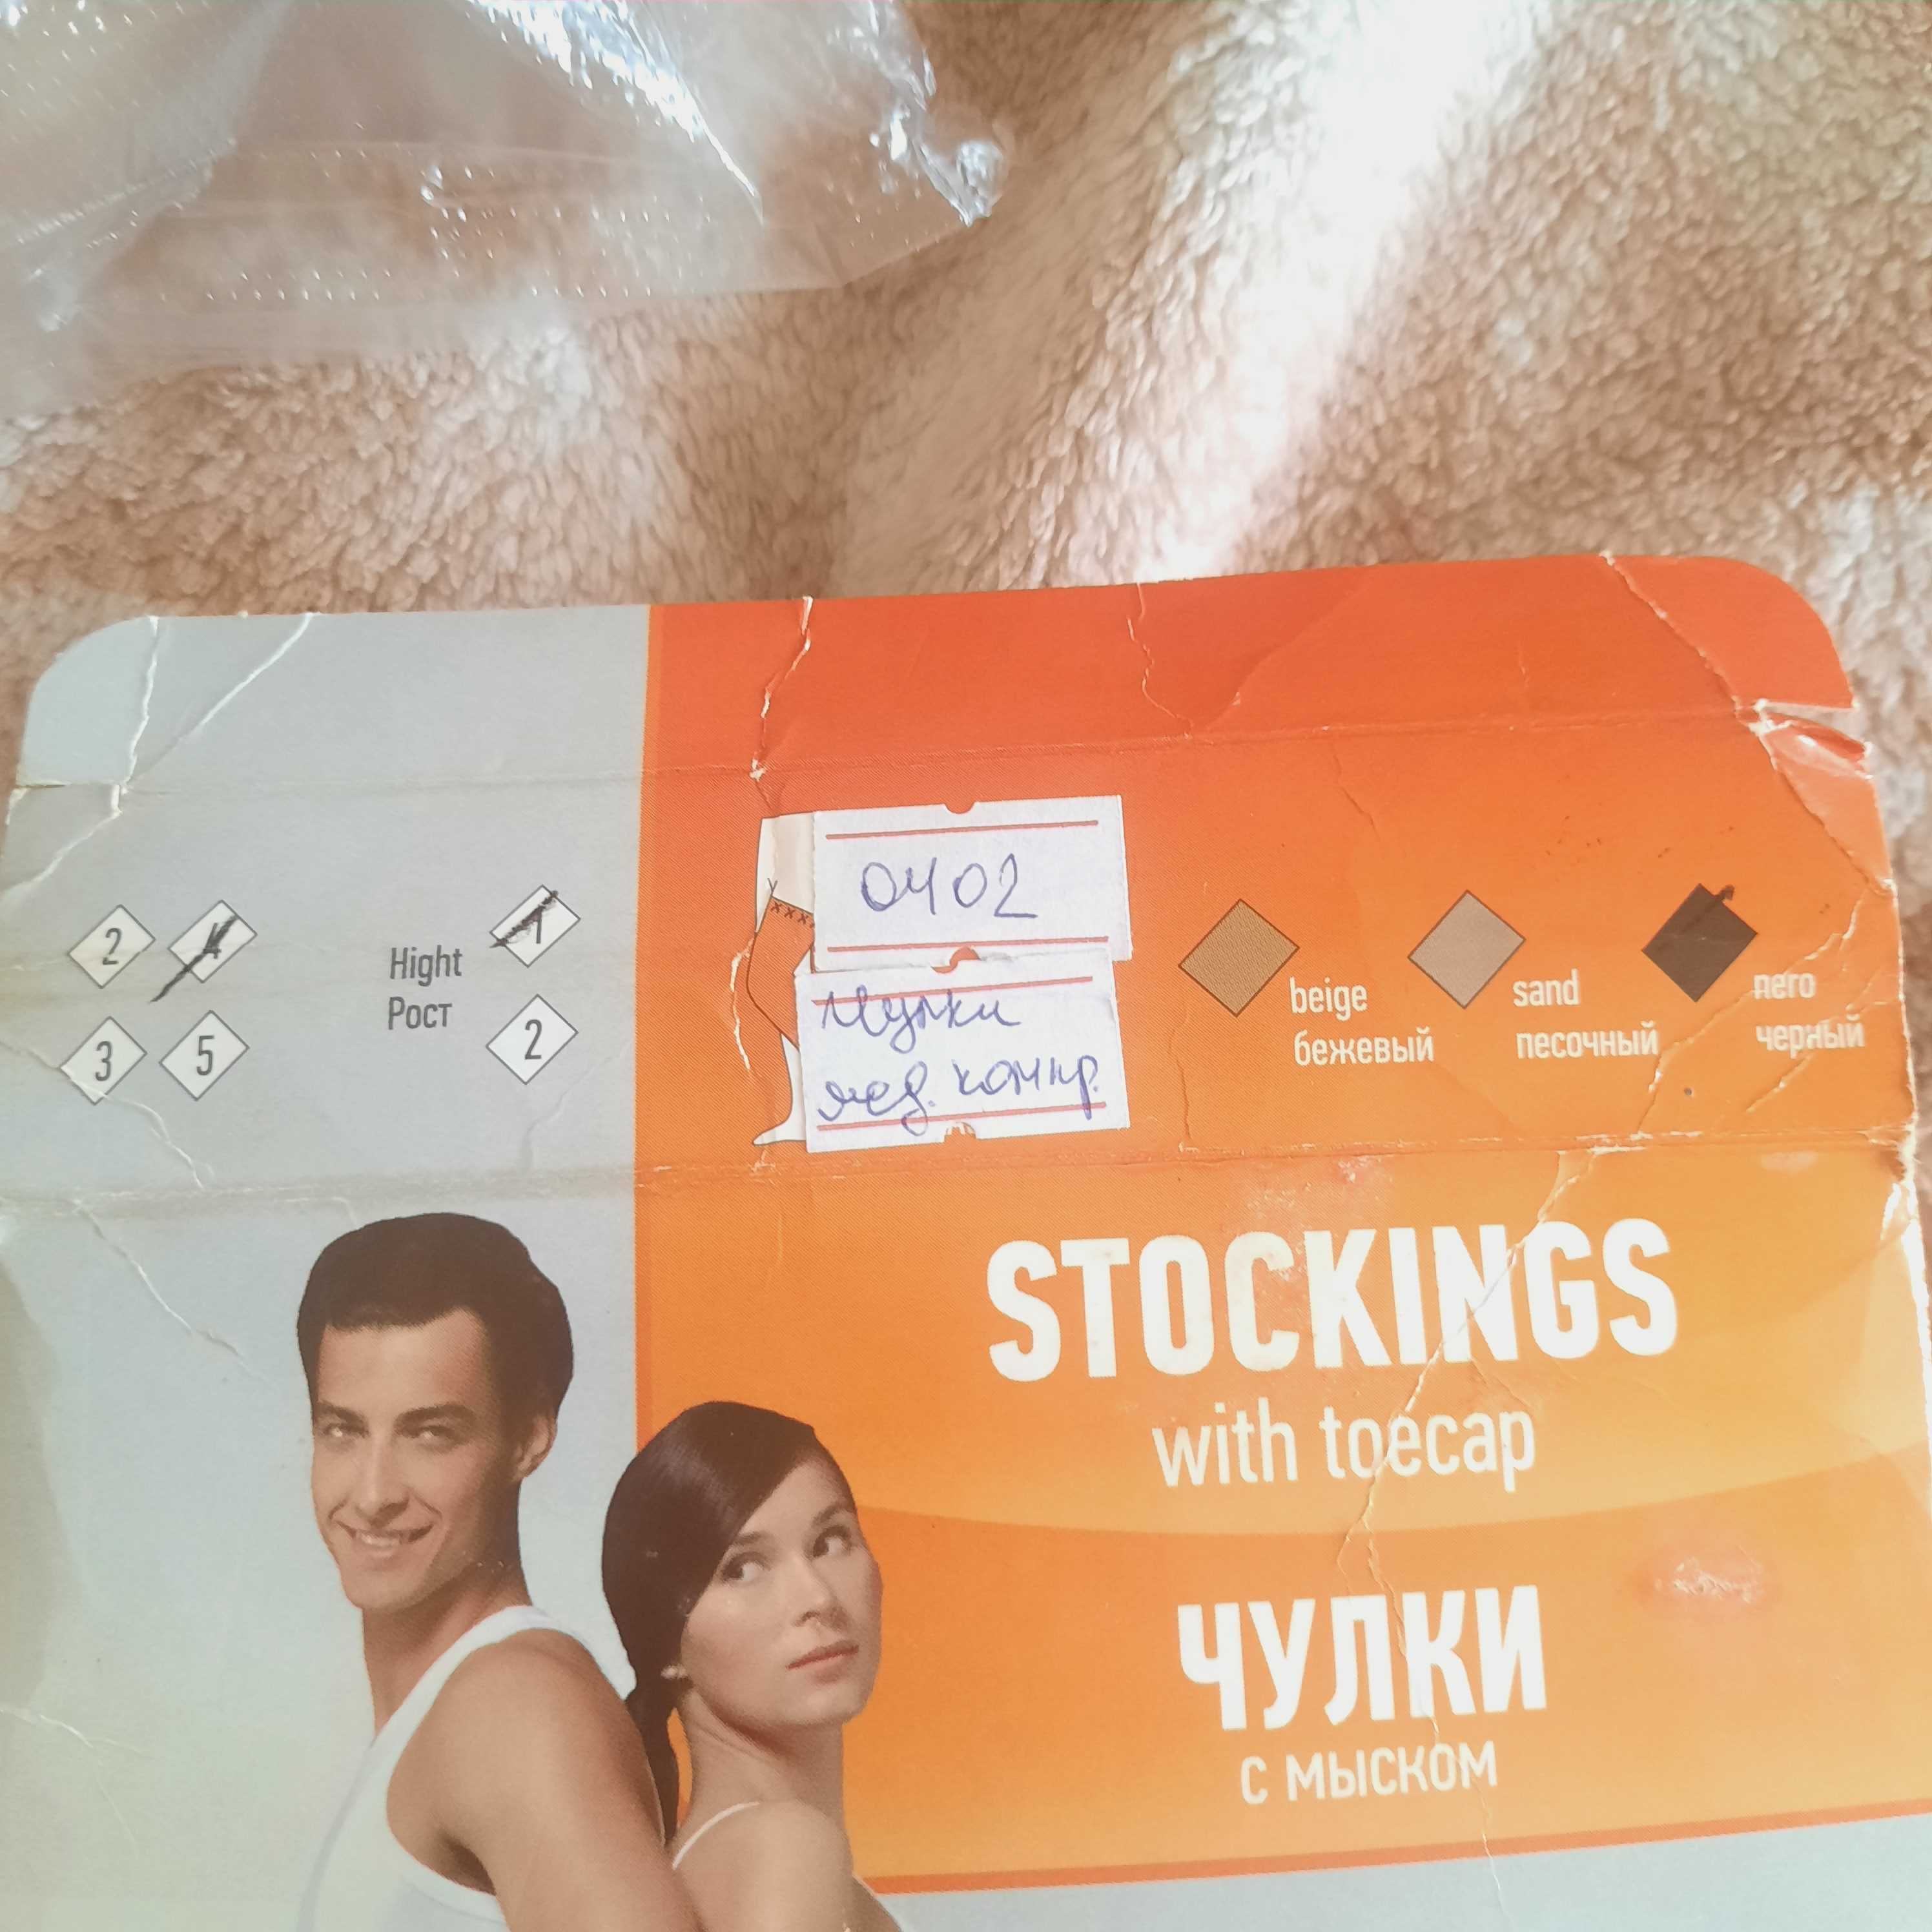 0402
Чулки
мед. компр.
2 4
3 5
Hight
Рост
1
2
beige
бежевый
sand
песочный
nero
черный
STOCKINGS
with toecap
ЧУЛКИ
с мыском